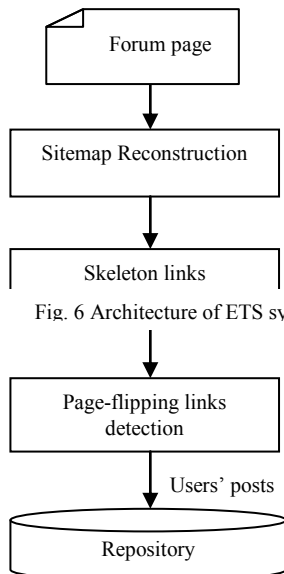 Forum page
Sitemap Reconstruction
Skeleton links
Fig. 6 Architecture of ETS sy
Page-flipping links
detection
Users' posts
Repository